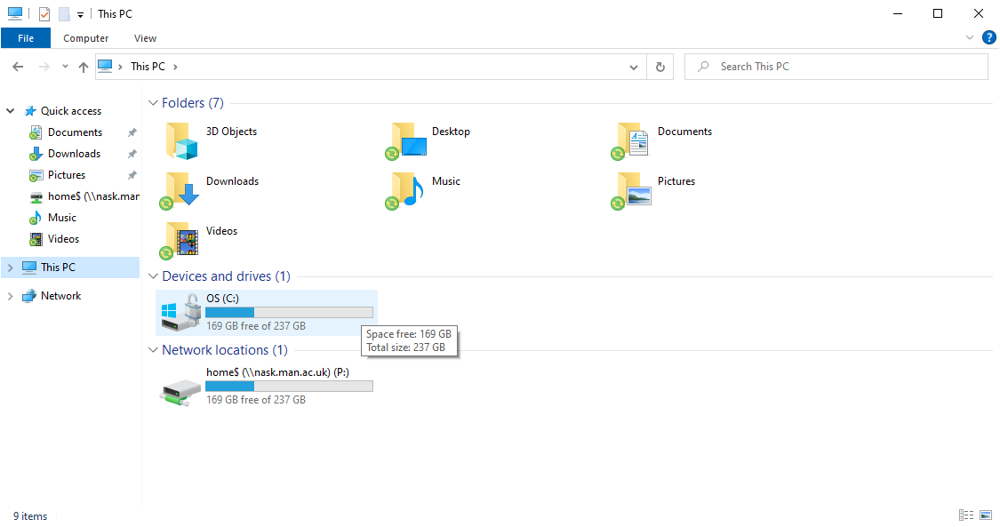 This PC
File Computer View ?
This PC
Search This PC
Quick access
Documents
Downloads
Pictures
home$ (\\nask.man
Music
Videos
This PC
Network
Folders (7)
3D Objects
Desktop
Documents
Downloads
Music
Pictures
Videos
Devices and drives (1)
OS (C:)
169 GB free of 237 GB
Space free: 169 GB
Total size: 237 GB
Network locations (1)
home$ (\\nask.man.ac.uk) (P:)
169 GB free of 237 GB
9 items